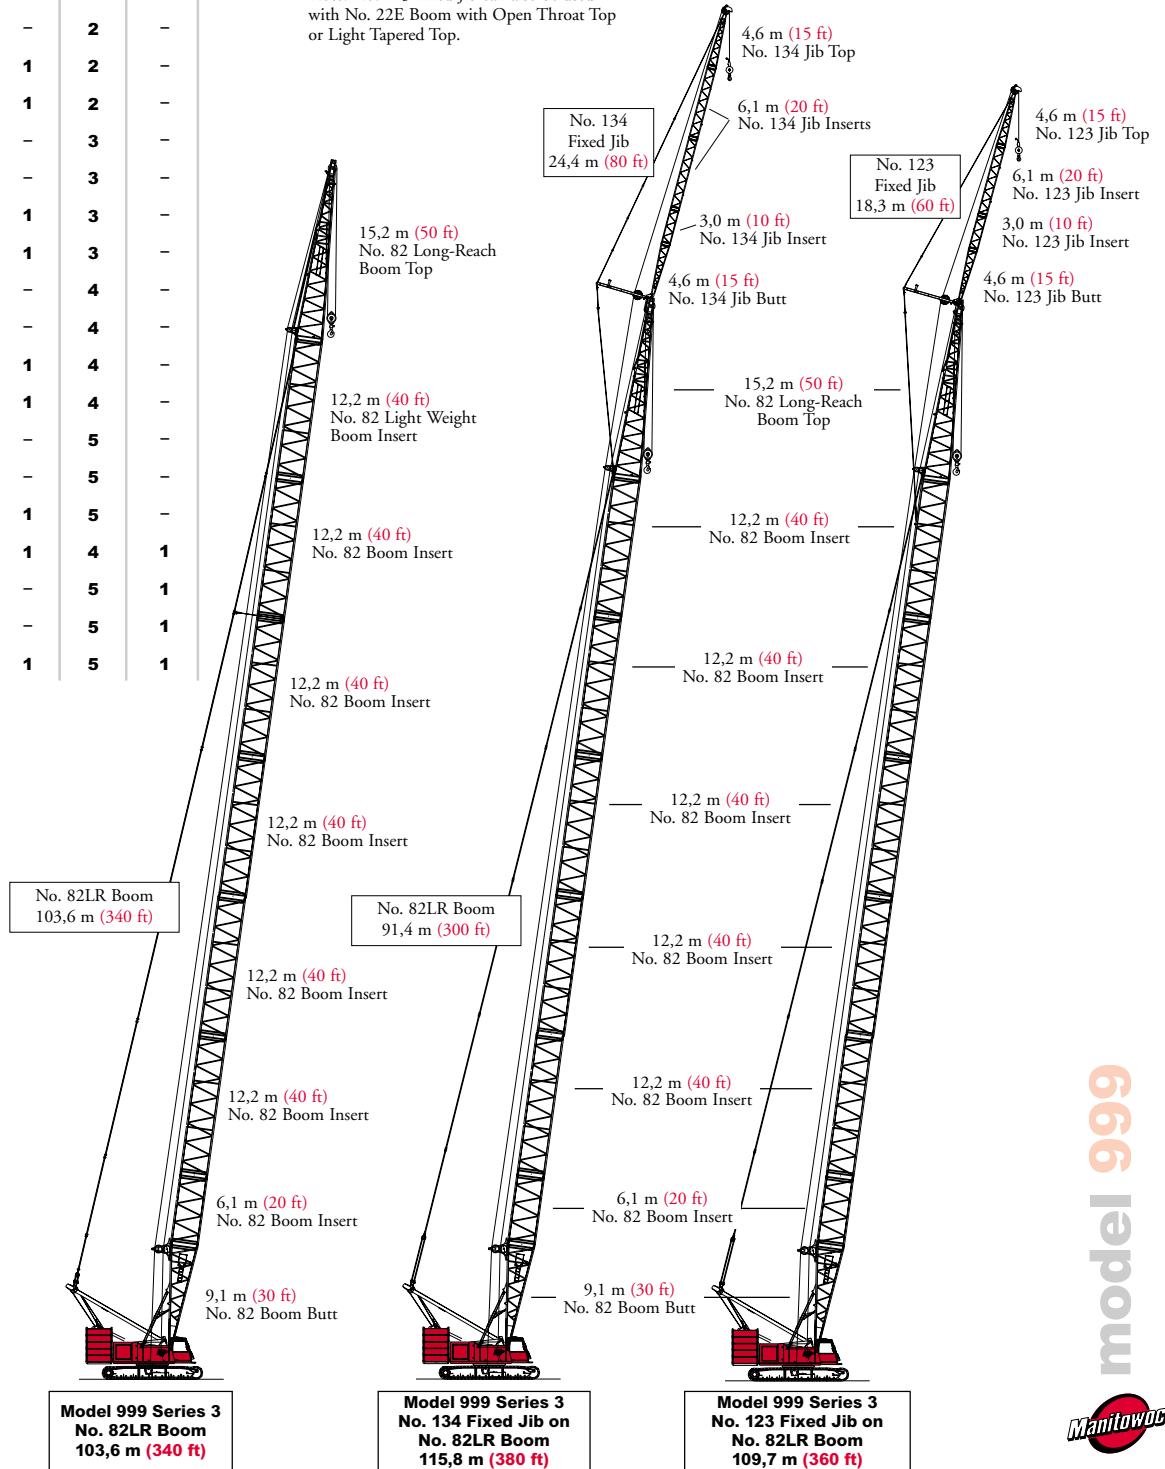 with No. 22E Boom with Open Throat Top
or Light Tapered Top.
– 2 –
1 2 –
1 2 –
– 3 –
– 3 –
1 3 –
1 3 –
– 4 –
– 4 –
1 4 –
1 4 –
– 5 –
– 5 –
1 5 –
1 4 1
– 5 1
– 5 1
1 5 1
15,2 m (50 ft)
No. 82 Long-Reach
Boom Top
12,2 m (40 ft)
No. 82 Light Weight
Boom Insert
12,2 m (40 ft)
No. 82 Boom Insert
12,2 m (40 ft)
No. 82 Boom Insert
12,2 m (40 ft)
No. 82 Boom Insert
12,2 m (40 ft)
No. 82 Boom Insert
12,2 m (40 ft)
No. 82 Boom Insert
6,1 m (20 ft)
No. 82 Boom Insert
9,1 m (30 ft)
No. 82 Boom Butt
No. 82LR Boom
103,6 m (340 ft)
Model 999 Series 3
No. 82LR Boom
103,6 m (340 ft)
4,6 m (15 ft)
No. 134 Jib Top
6,1 m (20 ft)
No. 134 Jib Inserts
No. 134
Fixed Jib
24,4 m (80 ft)
3,0 m (10 ft)
No. 134 Jib Insert
4,6 m (15 ft)
No. 134 Jib Butt
15,2 m (50 ft)
No. 82 Long-Reach
Boom Top
12,2 m (40 ft)
No. 82 Boom Insert
12,2 m (40 ft)
No. 82 Boom Insert
12,2 m (40 ft)
No. 82 Boom Insert
12,2 m (40 ft)
No. 82 Boom Insert
12,2 m (40 ft)
No. 82 Boom Insert
6,1 m (20 ft)
No. 82 Boom Insert
9,1 m (30 ft)
No. 82 Boom Butt
No. 82LR Boom
91,4 m (300 ft)
Model 999 Series 3
No. 134 Fixed Jib on
No. 82LR Boom
115,8 m (380 ft)
4,6 m (15 ft)
No. 123 Jib Top
No. 123
Fixed Jib
18,3 m (60 ft)
6,1 m (20 ft)
No. 123 Jib Insert
3,0 m (10 ft)
No. 123 Jib Insert
4,6 m (15 ft)
No. 123 Jib Butt
Model 999 Series 3
No. 123 Fixed Jib on
No. 82LR Boom
109,7 m (360 ft)
model 999
Manitowoc